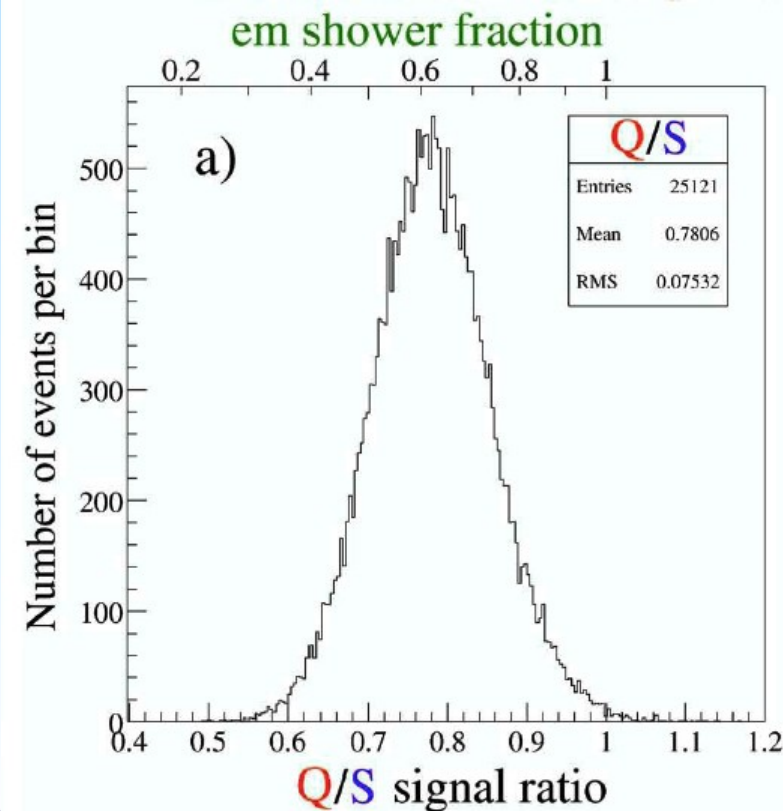 em shower fraction
0.2 0.4 0.6 0.8 1
a)
Q/S
Entries 25121
Mean 0.7806
RMS 0.07532
Number of events per bin
500
400
300
200
100
0
0.4 0.5 0.6 0.7 0.8 0.9 1 1.1 1.2
Q/S signal ratio